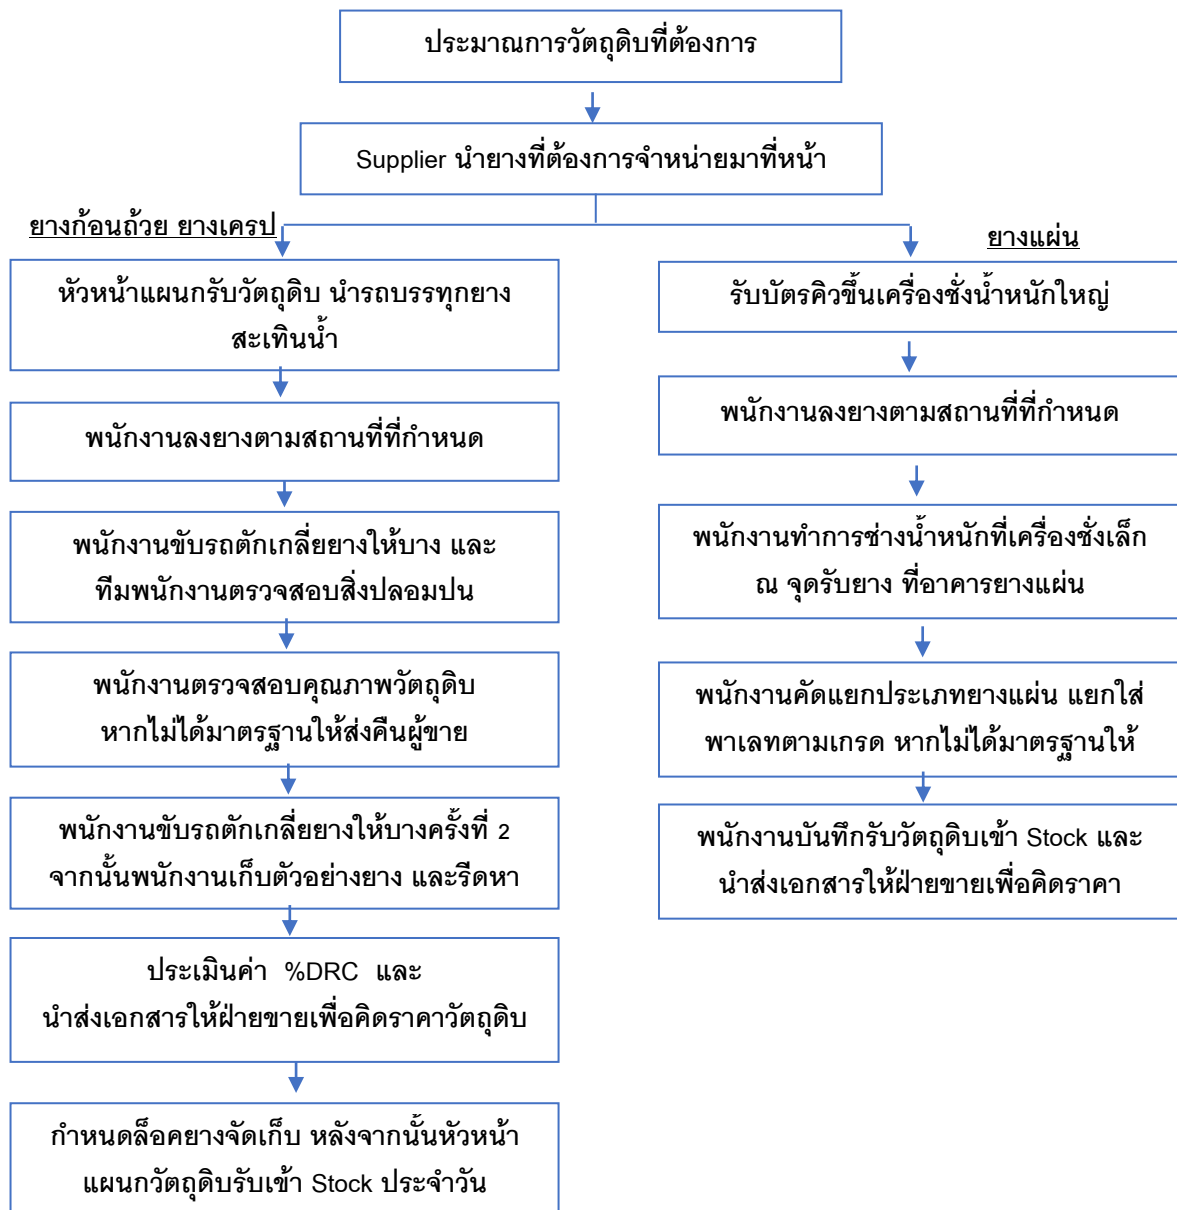 ประมาณการวัตถุดิบที่ต้องการ
Supplier นำยางที่ต้องการจำหน่ายมาที่หน้า
ยางก้อนถ้วย ยางเครป
หัวหน้าแผนกรับวัตถุดิบ นำรถบรรทุกยาง
สะเทินน้ำ
พนักงานลงยางตามสถานที่ที่กำหนด
พนักงานขับรถตักเกลี่ยยางให้บาง และ
ทีมพนักงานตรวจสอบสิ่งปลอมปน
พนักงานตรวจสอบคุณภาพวัตถุดิบ
หากไม่ได้มาตรฐานให้ส่งคืนผู้ขาย
พนักงานขับรถตักเกลี่ยยางให้บางครั้งที่ 2
จากนั้นพนักงานเก็บตัวอย่างยาง และรีดหา
ประเมินค่า %DRC และ
นำส่งเอกสารให้ฝ่ายขายเพื่อคิดราคาวัตถุดิบ
กำหนดล็อคยางจัดเก็บ หลังจากนั้นหัวหน้า
แผนกวัตถุดิบรับเข้า Stock ประจำวัน
ยางแผ่น
รับบัตรคิวขึ้นเครื่องชั่งน้ำหนักใหญ่
พนักงานลงยางตามสถานที่ที่กำหนด
พนักงานทำการช่างน้ำหนักที่เครื่องชั่งเล็ก
ณ จุดรับยาง ที่อาคารยางแผ่น
พนักงานคัดแยกประเภทยางแผ่น แยกใส่
พาเลทตามเกรด หากไม่ได้มาตรฐานให้
พนักงานบันทึกรับวัตถุดิบเข้า Stock และ
นำส่งเอกสารให้ฝ่ายขายเพื่อคิดราคา